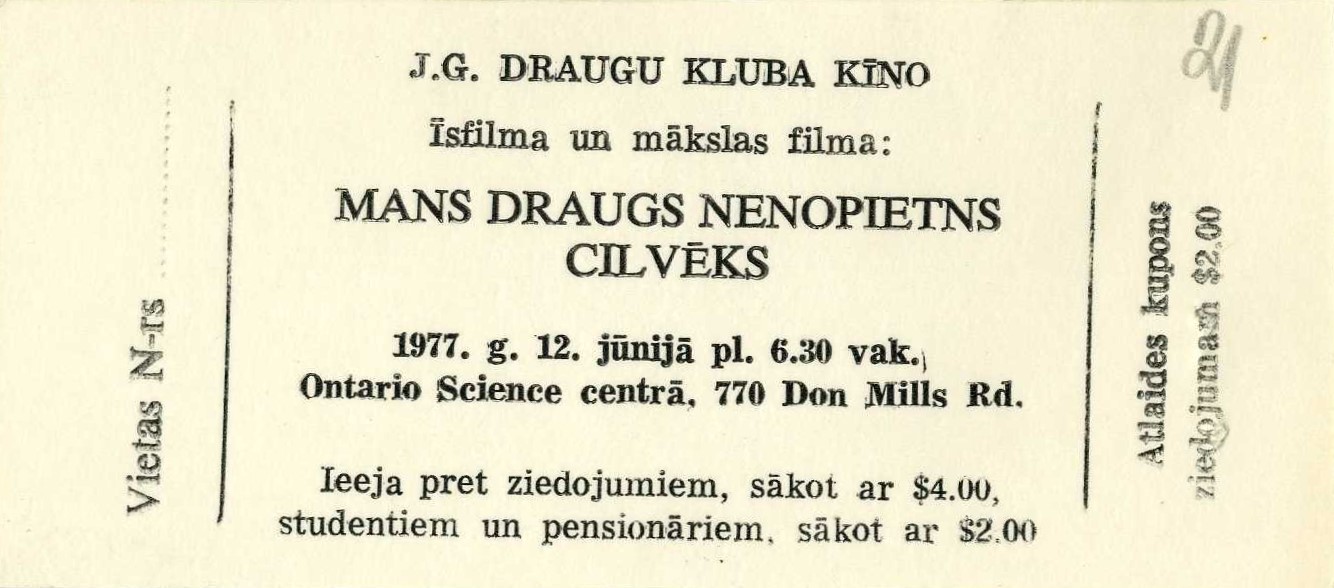 J.G. DRAUGU KLUBA KĪNO
Īsfilma un mākslas filma:
MANS DRAUGS NENOPIETNS
CILVĒKS
1977. g. 12. jūnijā pl. 6.30 vak.,
Ontario Science centrā, 770 Don Mills Rd.
Ieeja pret ziedojumiem, sākot ar $4.00,
studentiem un pensionāriem, sākot ar $2.00
Vietas N-rs ................
Atlaides kupons
ziedojumam $2.00
21